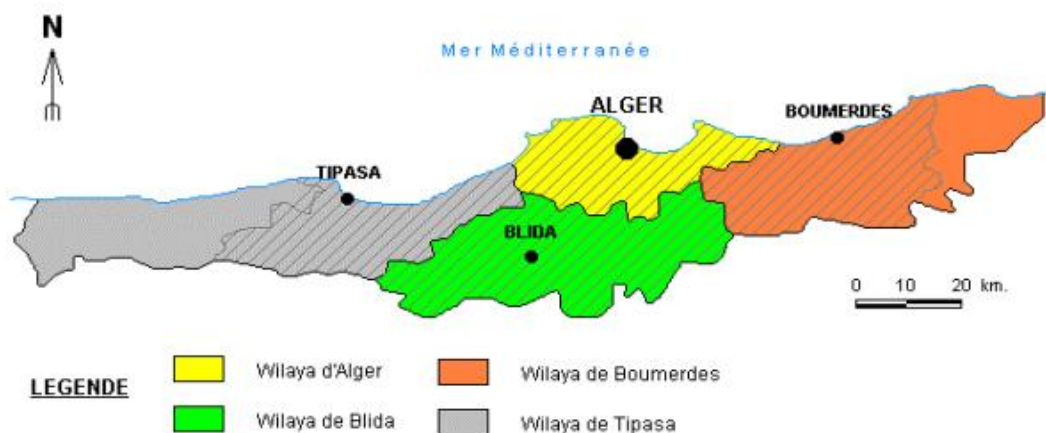 N
Mer Méditerranée
ALGER
BOUMERDES
TIPASA
BLIDA
0 10 20 km.
LEGENDE
Wilaya d'Alger
Wilaya de Boumerdes
Wilaya de Blida
Wilaya de Tipasa